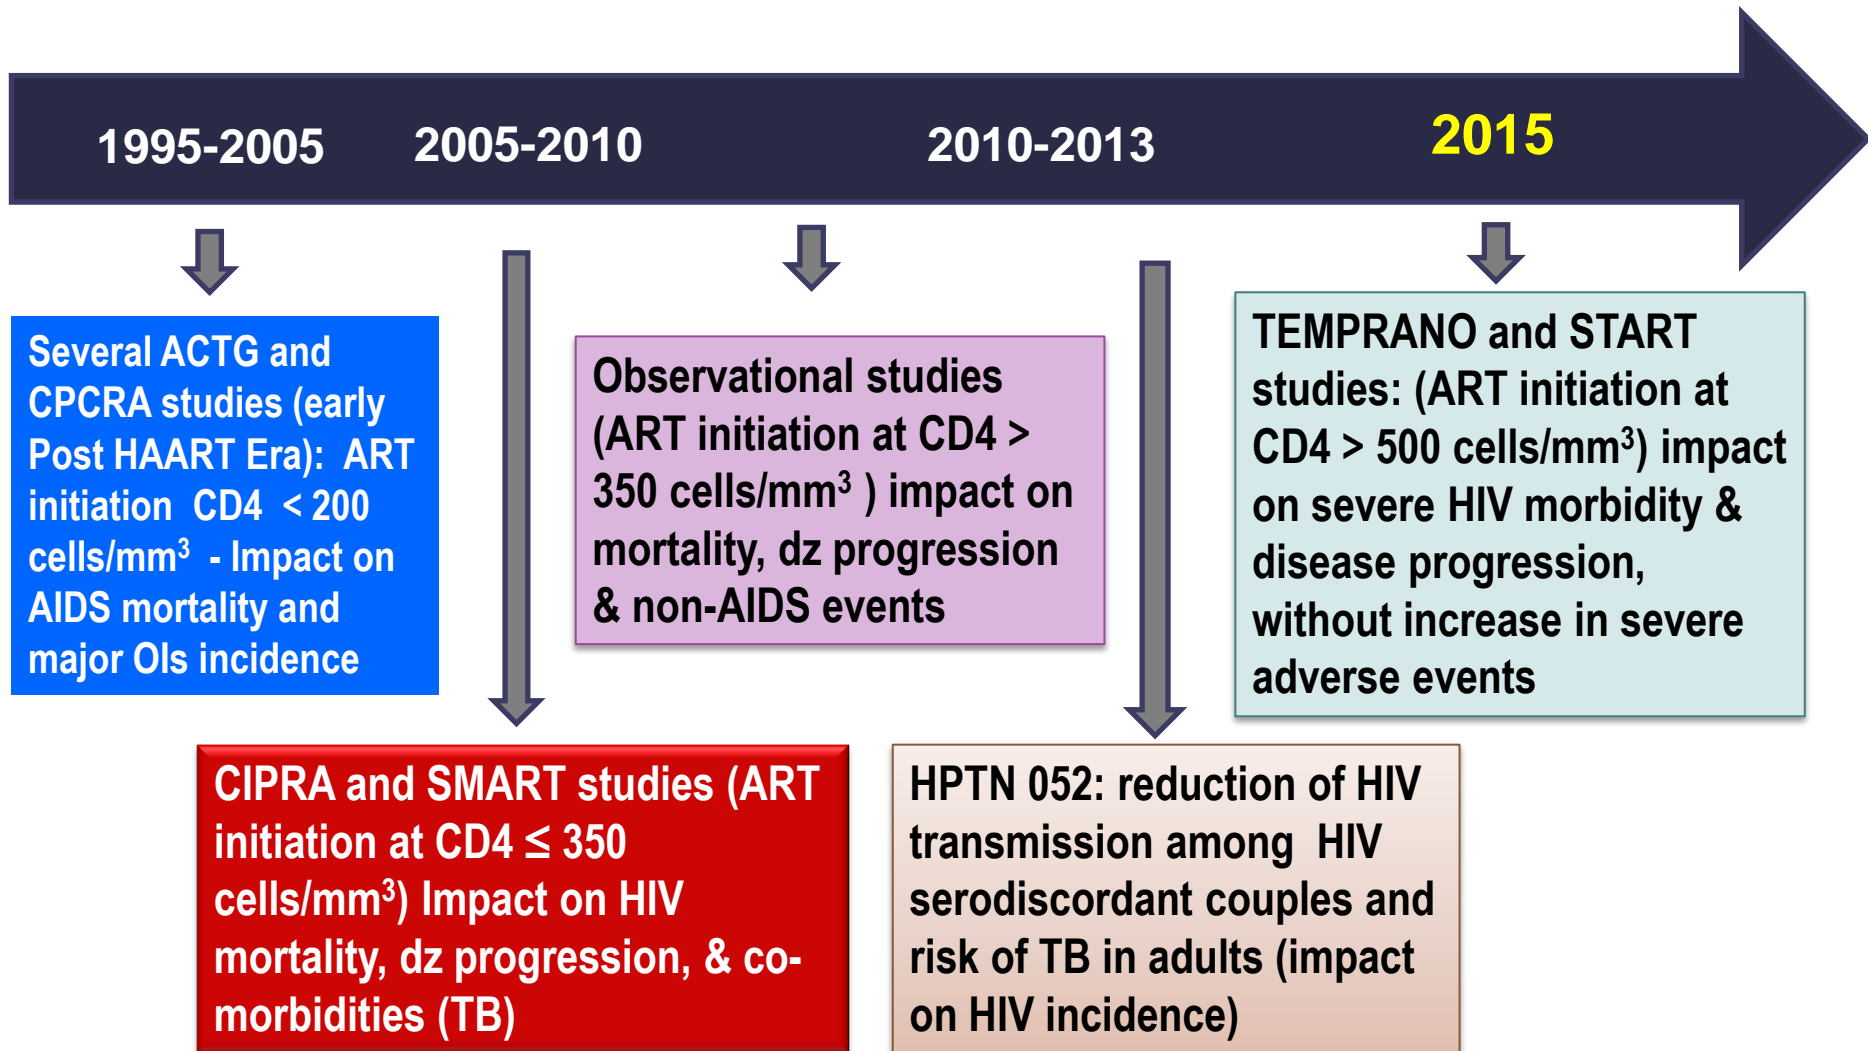 1995-2005
2005-2010
2010-2013
2015
Several ACTG and
CPCRA studies (early
Post HAART Era): ART
initiation CD4 < 200
cells/mm³ - Impact on
AIDS mortality and
major OIs incidence
Observational studies
(ART initiation at CD4 >
350 cells/mm³ ) impact on
mortality, dz progression
& non-AIDS events
TEMPRANO and START
studies: (ART initiation at
CD4 > 500 cells/mm³) impact
on severe HIV morbidity &
disease progression,
without increase in severe
adverse events
CIPRA and SMART studies (ART
initiation at CD4 ≤ 350
cells/mm³) Impact on HIV
mortality, dz progression, & co-
morbidities (TB)
HPTN 052: reduction of HIV
transmission among HIV
serodiscordant couples and
risk of TB in adults (impact
on HIV incidence)